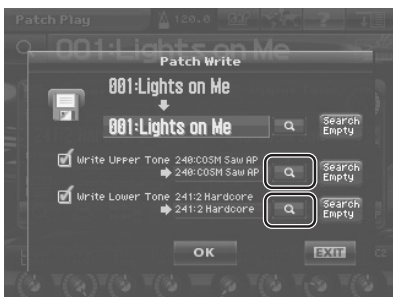 Patch Play
120.0
?
001:Lights on Me
Patch Write
001:Lights on Me
001:Lights on Me
Search
Empty
Write Upper Tone 240:COSM Saw AP
240:COSM Saw AP
Search
Empty
Write Lower Tone 241:2 Hardcore
241:2 Hardcore
Search
Empty
OK
EXIT